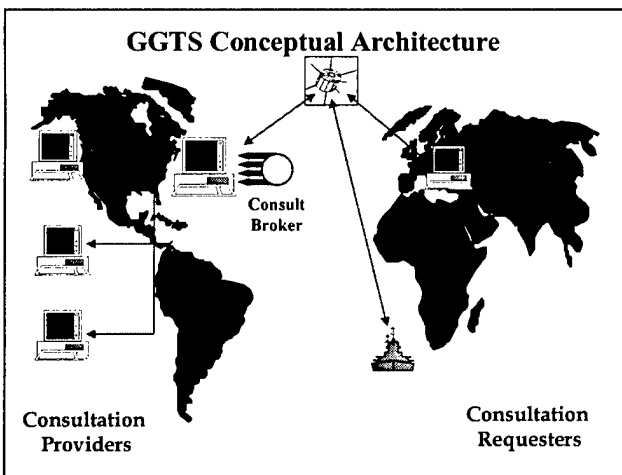 GGTS Conceptual Architecture
Consult
Broker
Consultation
Providers
Consultation
Requesters